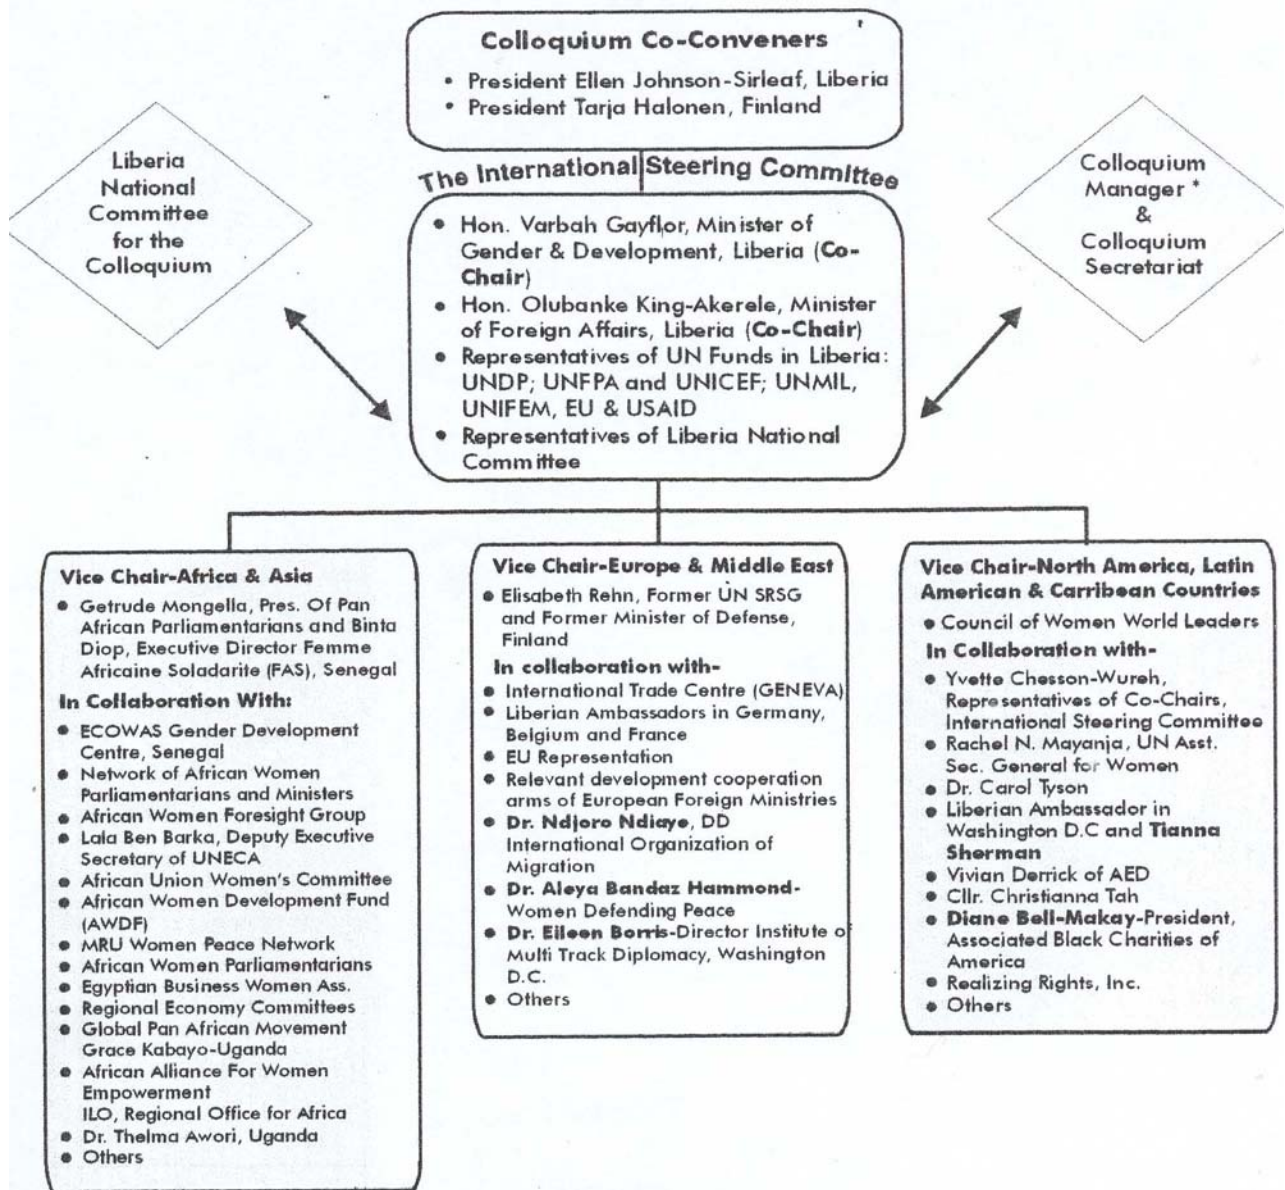 Colloquium Co-Conveners
• President Ellen Johnson-Sirleaf, Liberia
• President Tarja Halonen, Finland
Liberia
National
Committee
for the
Colloquium
Colloquium
Manager *
&
Colloquium
Secretariat
The International Steering Committee
• Hon. Varbah Gayflor, Minister of
Gender & Development, Liberia (Co-
Chair)
• Hon. Olubanke King-Akerele, Minister
of Foreign Affairs, Liberia (Co-Chair)
• Representatives of UN Funds in Liberia:
UNDP; UNFPA and UNICEF; UNMIL,
UNIFEM, EU & USAID
• Representatives of Liberia National
Committee
Vice Chair-Africa & Asia
• Getrude Mongella, Pres. Of Pan
African Parliamentarians and Binta
Diop, Executive Director Femme
Africaine Soladarite (FAS), Senegal
In Collaboration With:
• ECOWAS Gender Development
Centre, Senegal
• Network of African Women
Parliamentarians and Ministers
• African Women Foresight Group
• Lala Ben Barka, Deputy Executive
Secretary of UNECA
• African Union Women's Committee
• African Women Development Fund
(AWDF)
• MRU Women Peace Network
• African Women Parliamentarians
• Egyptian Business Women Ass.
• Regional Economy Committees
• Global Pan African Movement
Grace Kabayo-Uganda
• African Alliance For Women
Empowerment
ILO, Regional Office for Africa
• Dr. Thelma Awori, Uganda
• Others
Vice Chair-Europe & Middle East
• Elisabeth Rehn, Former UN SRSG
and Former Minister of Defense,
Finland
In collaboration with-
• International Trade Centre (GENEVA)
• Liberian Ambassadors in Germany,
Belgium and France
• EU Representation
• Relevant development cooperation
arms of European Foreign Ministries
• Dr. Ndjoro Ndiaye, DD
International Organization of
Migration
• Dr. Aleya Bandaz Hammond-
Women Defending Peace
• Dr. Eileen Borris-Director Institute of
Multi Track Diplomacy, Washington
D.C.
• Others
Vice Chair-North America, Latin
American & Carribean Countries
• Council of Women World Leaders
In Collaboration with-
• Yvette Chesson-Wureh,
Representatives of Co-Chairs,
International Steering Committee
• Rachel N. Mayanja, UN Asst.
Sec. General for Women
• Dr. Carol Tyson
• Liberian Ambassador in
Washington D.C and Tianna
Sherman
• Vivian Derrick of AED
• Cllr. Christianna Tah
• Diane Bell-Makay-President,
Associated Black Charities of
America
• Realizing Rights, Inc.
• Others